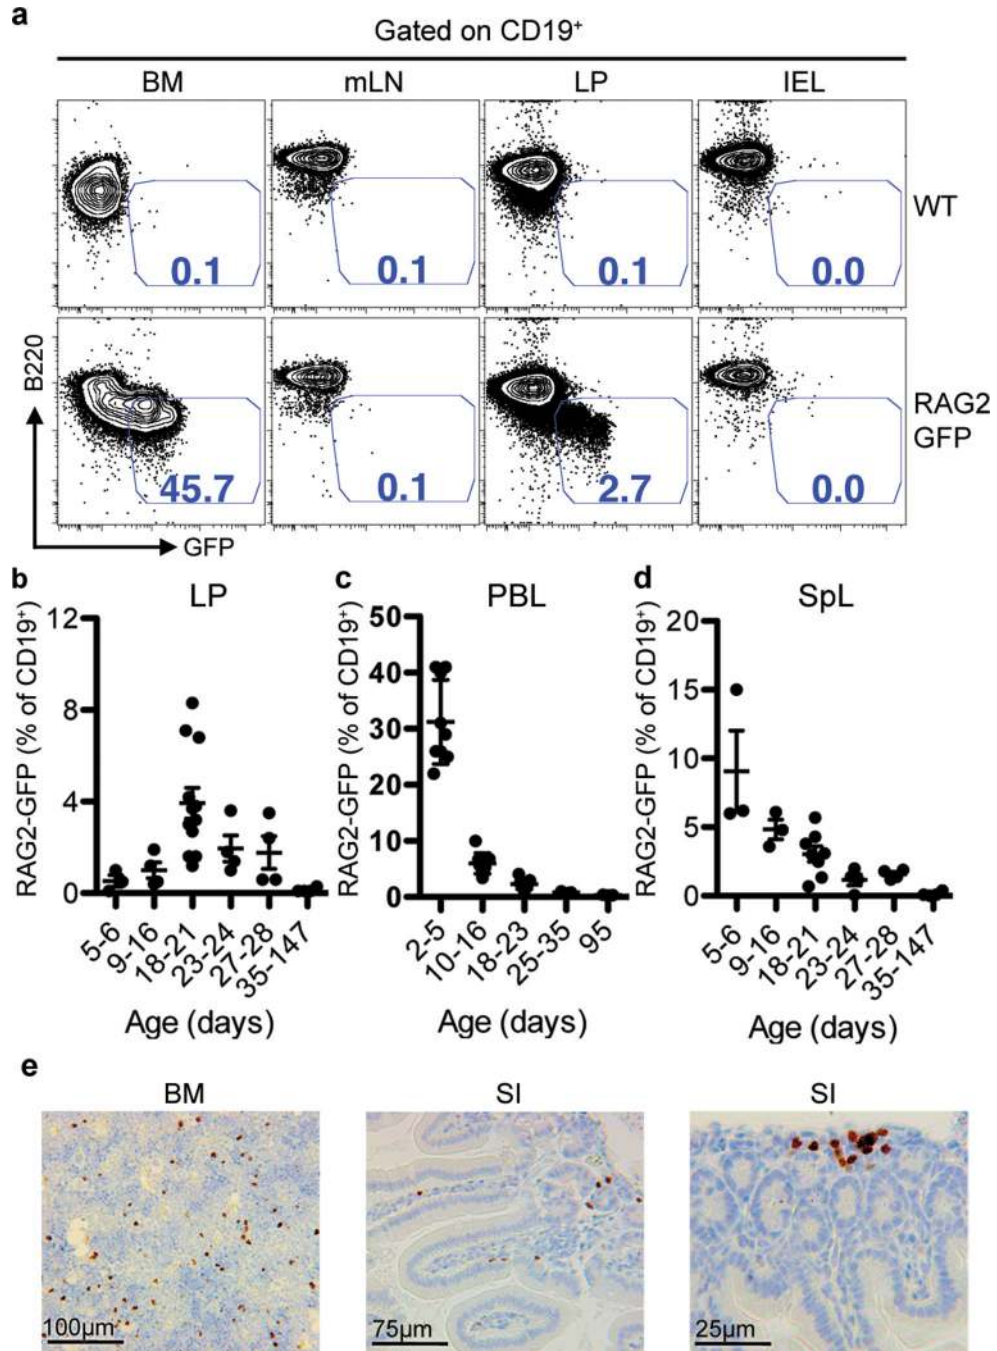 a
Gated on CD19+
BM mLN LP IEL
WT
0.1 0.1 0.1 0.0
RAG2
GFP
45.7 0.1 2.7 0.0
B220
GFP
b LP
RAG2-GFP (% of CD19+)
12
8
4
0
5-6 9-16 18-21 23-24 27-28 35-147
Age (days)
c PBL
RAG2-GFP (% of CD19+)
50
40
30
20
10
0
2-5 10-16 18-23 25-35 95
Age (days)
d SpL
RAG2-GFP (% of CD19+)
20
15
10
5
0
5-6 9-16 18-21 23-24 27-28 35-147
Age (days)
e
BM SI SI
100µm 75µm 25µm